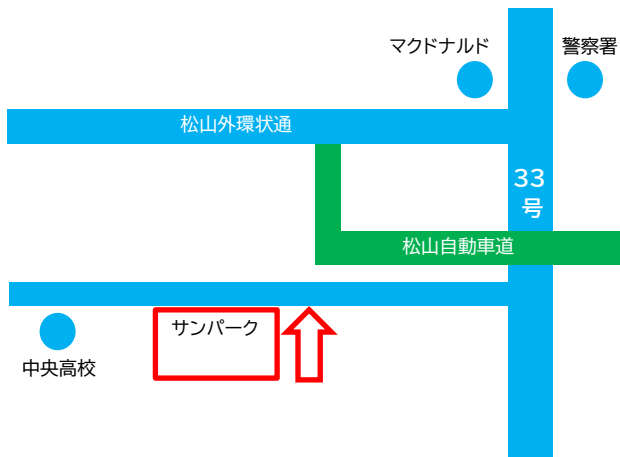 マクドナルド
警察署
松山外環状通
33
号
松山自動車道
サンパーク
中央高校